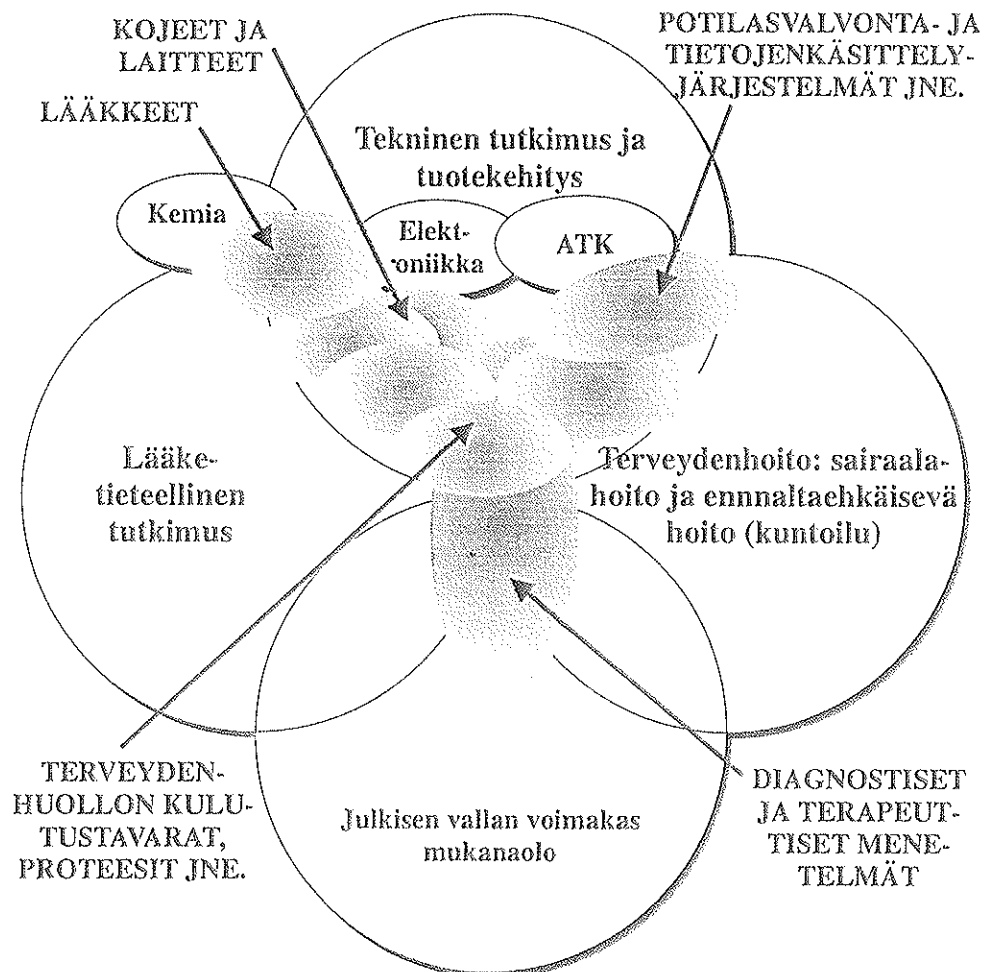 KOJEET JA
LAITTEET
LÄÄKKEET
POTILASVALVONTA- JA
TIETOJENKÄSITTELY-
JÄRJESTELMÄT JNE.
Tekninen tutkimus ja
tuotekehitys
Kemia
Elekt-
oniikka
ATK
Lääke-
tieteellinen
tutkimus
Terveydenhoito: sairaala-
hoito ja ennnaltaehkäisevä
hoito (kuntoilu)
TERVEYDEN-
HUOLLON KULU-
TUSTAVARAT,
PROTEESIT JNE.
Julkisen vallan voimakas
mukanaolo
DIAGNOSTISET
JA TERAPEUT-
TISET MENE-
TELMÄT